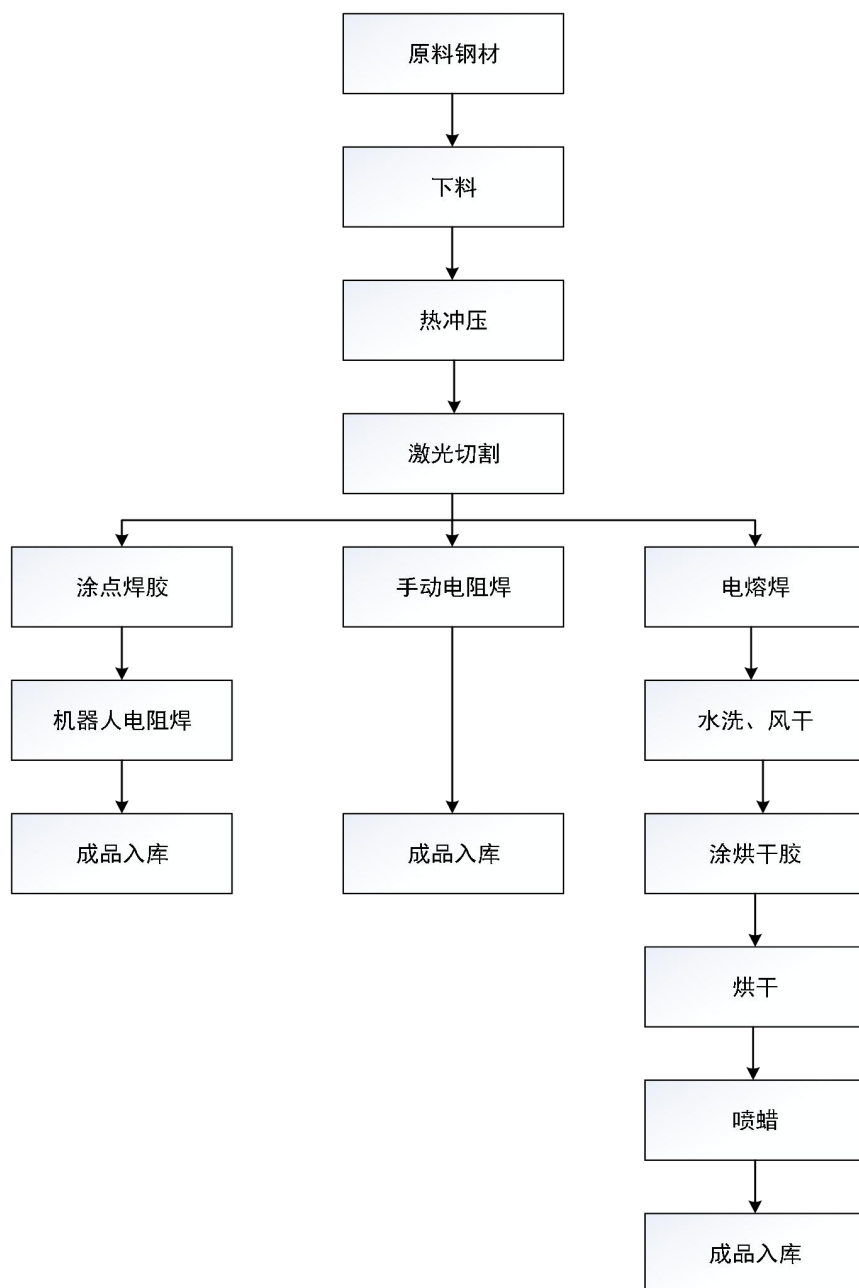 原料钢材
下料
热冲压
激光切割
涂点焊胶
手动电阻焊
电熔焊
机器人电阻焊
水洗、风干
成品入库
成品入库
涂烘干胶
烘干
喷蜡
成品入库